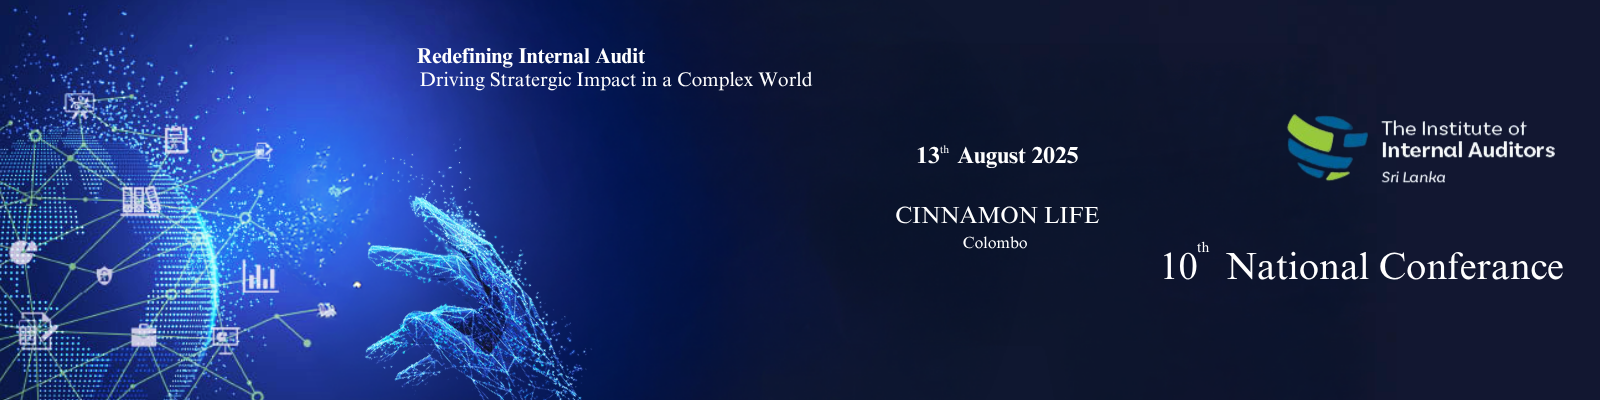 Redefining Internal Audit
Driving Stratergic Impact in a Complex World
13th August 2025
CINNAMON LIFE
Colombo
The Institute of
Internal Auditors
Sri Lanka
10th National Conferance